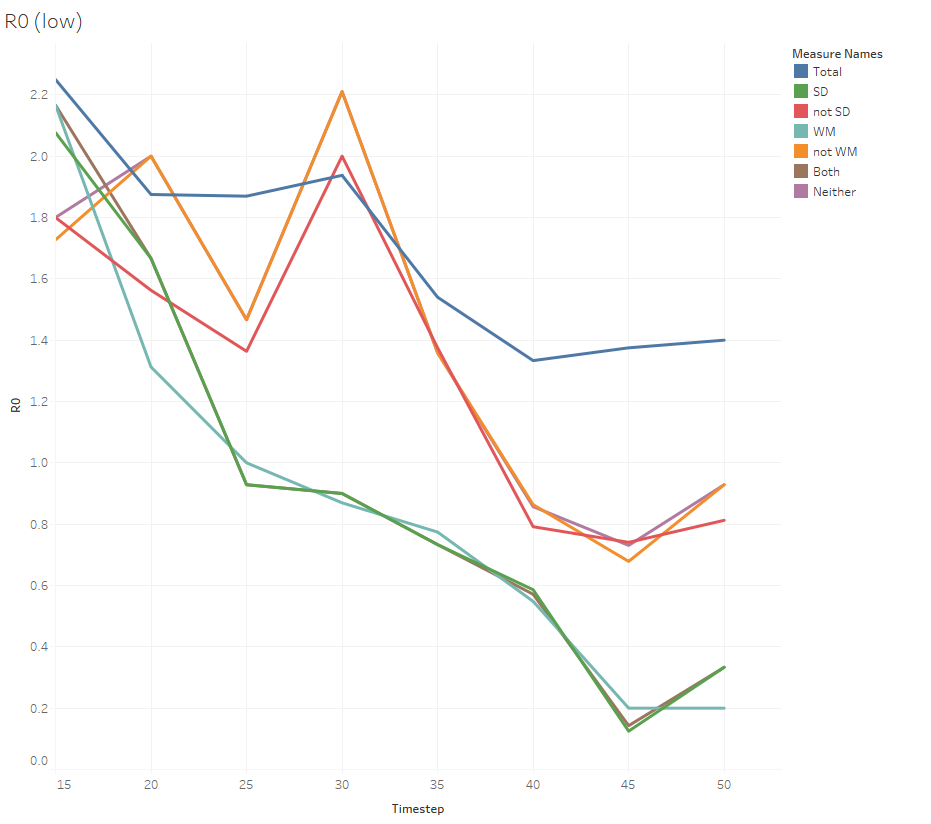 R0 (low)
Measure Names
Total
SD
not SD
WM
not WM
Both
Neither
R0
2.2
2.0
1.8
1.6
1.4
1.2
1.0
0.8
0.6
0.4
0.2
0.0
15 20 25 30 35 40 45 50
Timestep